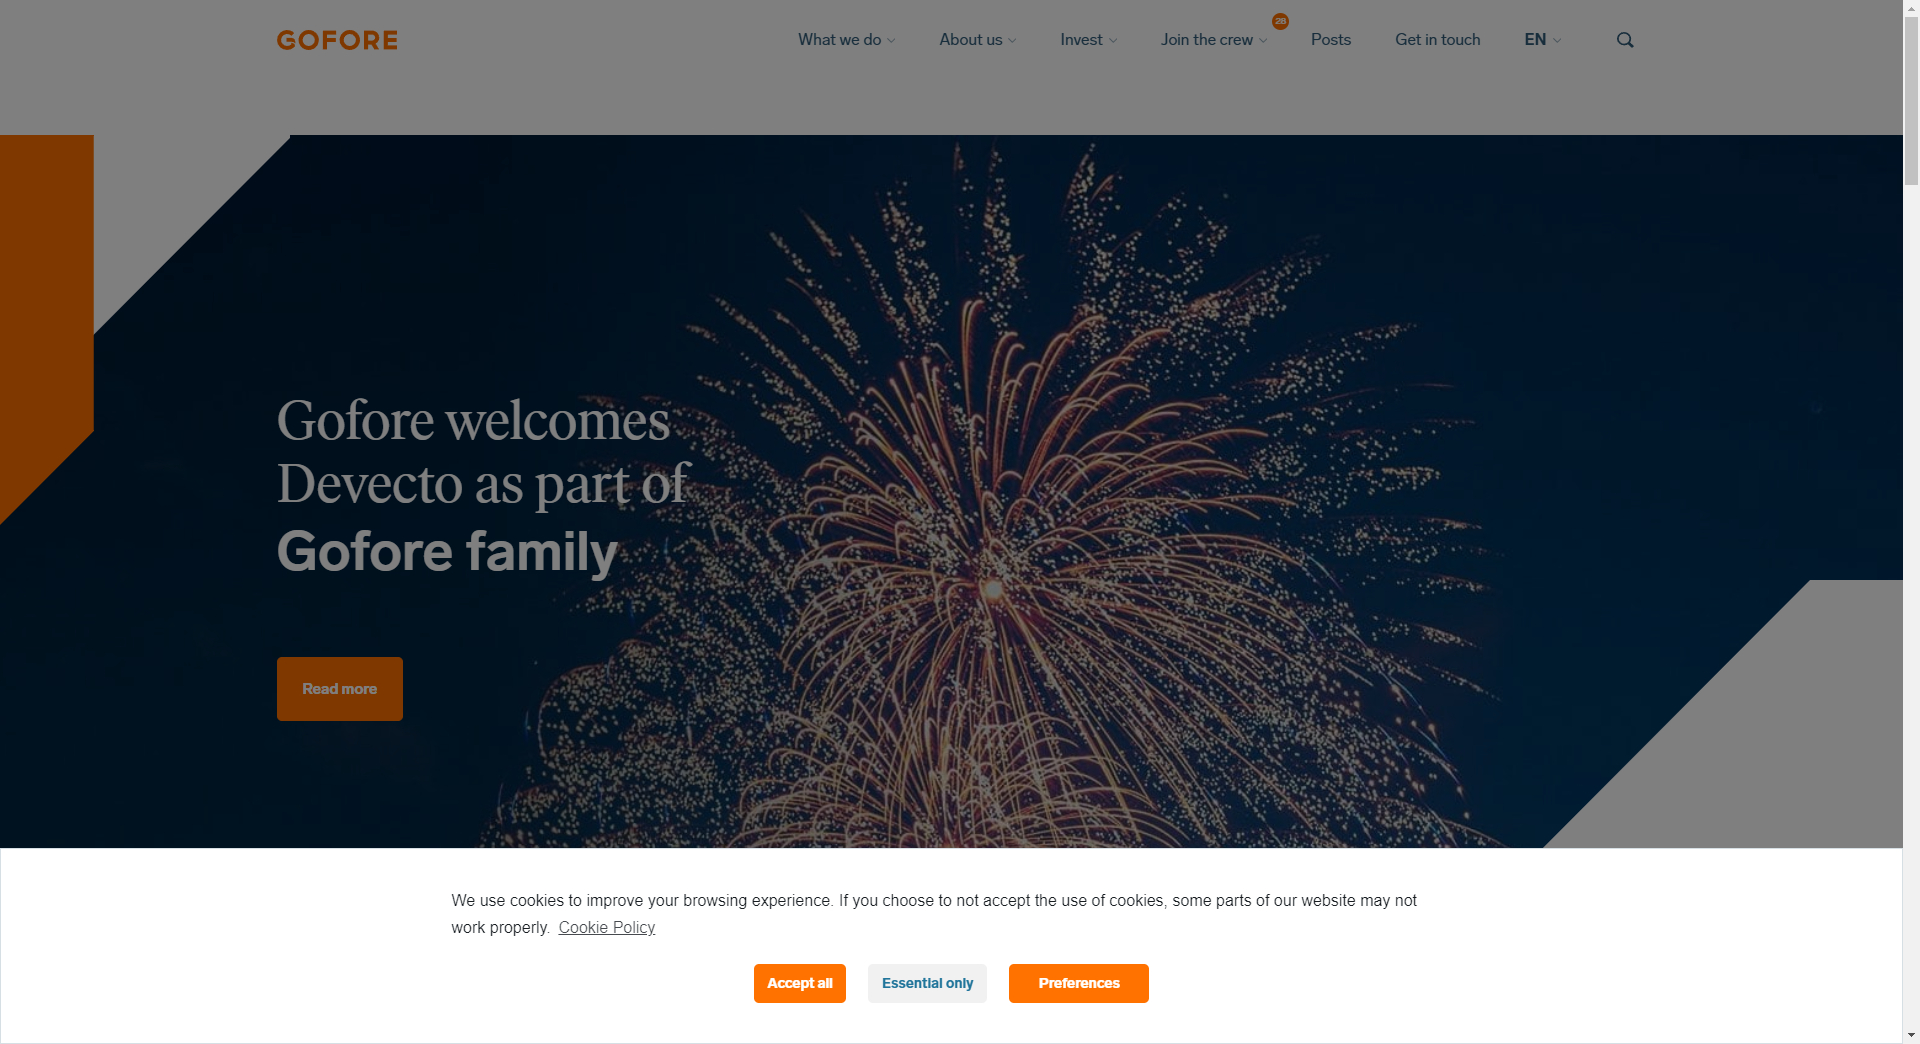 GOFORE
What we do
About us
Invest
Join the crew
28
Posts
Get in touch
EN
Gofore welcomes
Devecto as part of
Gofore family
Read more
We use cookies to improve your browsing experience. If you choose to not accept the use of cookies, some parts of our website may not
work properly. Cookie Policy
Accept all
Essential only
Preferences